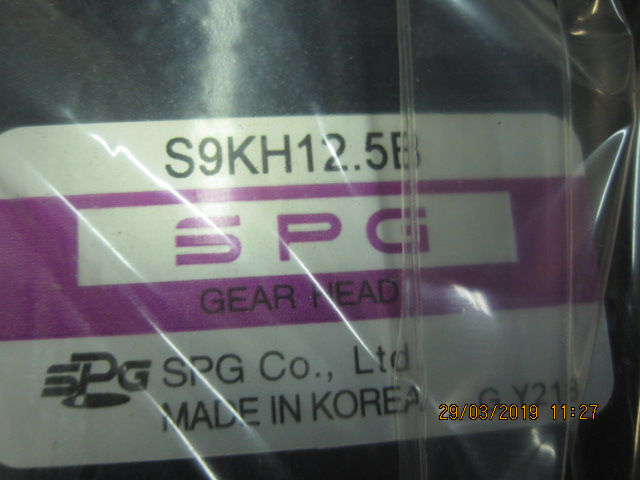 S9KH12.5B
SPG
GEAR HEAD
SPG SPG Co., Ltd
MADE IN KOREA
29/03/2019 11:27